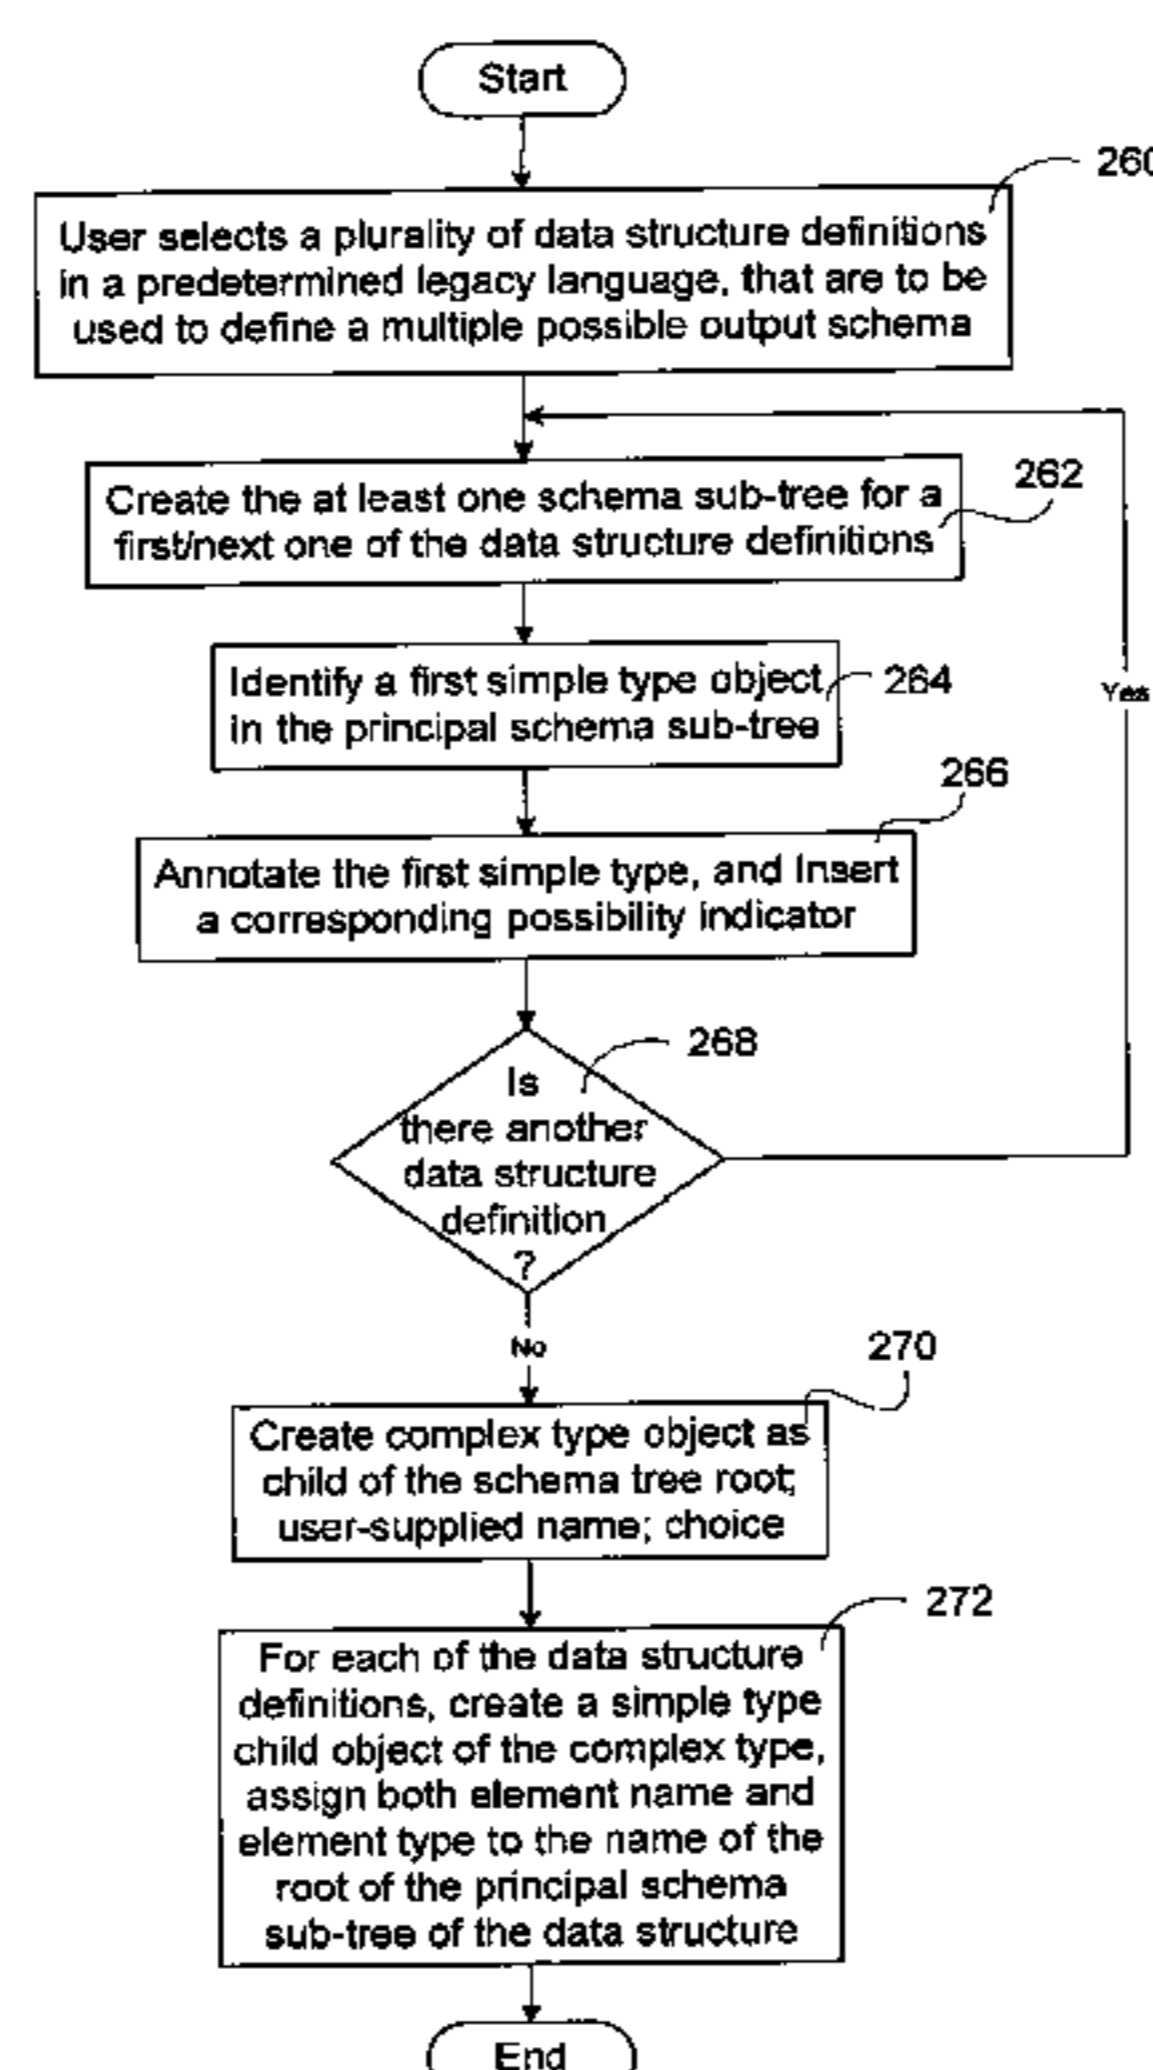 Start
260
User selects a plurality of data structure definitions
in a predetermined legacy language, that are to be
used to define a multiple possible output schema
262
Create the at least one schema sub-tree for a
first/next one of the data structure definitions
Identify a first simple type object
in the principal schema sub-tree
264
Yes
266
Annotate the first simple type, and Insert
a corresponding possibility indicator
268
Is
there another
data structure
definition
?
No
270
Create complex type object as
child of the schema tree root;
user-supplied name; choice
272
For each of the data structure
definitions, create a simple type
child object of the complex type,
assign both element name and
element type to the name of the
root of the principal schema
sub-tree of the data structure
End